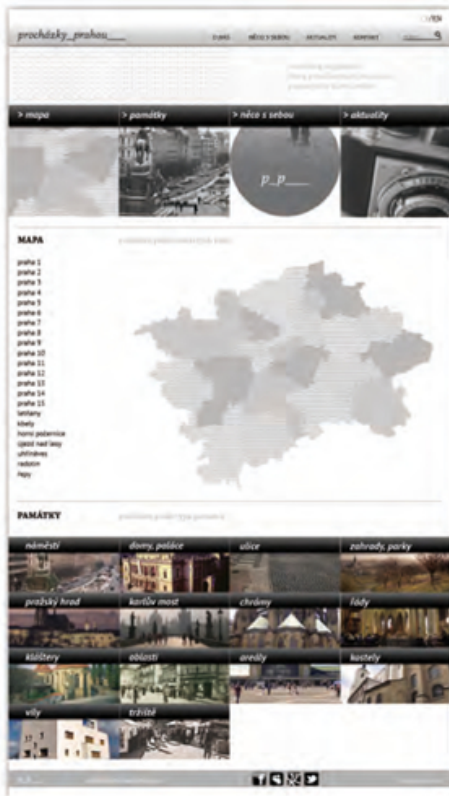 /EN
procházky_prahou___
O NÁS NĚCO S SEBOU AKTUALITY KONTAKT
> mapa > památky > něco s sebou > aktuality
p_p___
MAPA
praha 1
praha 2
praha 3
praha 4
praha 5
praha 6
praha 7
praha 8
praha 9
praha 10
praha 11
praha 12
praha 13
praha 14
praha 15
letňany
kbely
horní počernice
újezd nad lesy
uhříněves
radotín
řepy
PAMÁTKY
náměstí domy, paláce ulice zahrady, parky
pražský hrad karlův most chrámy řády
kláštery oblasti areály kostely
vily tržiště